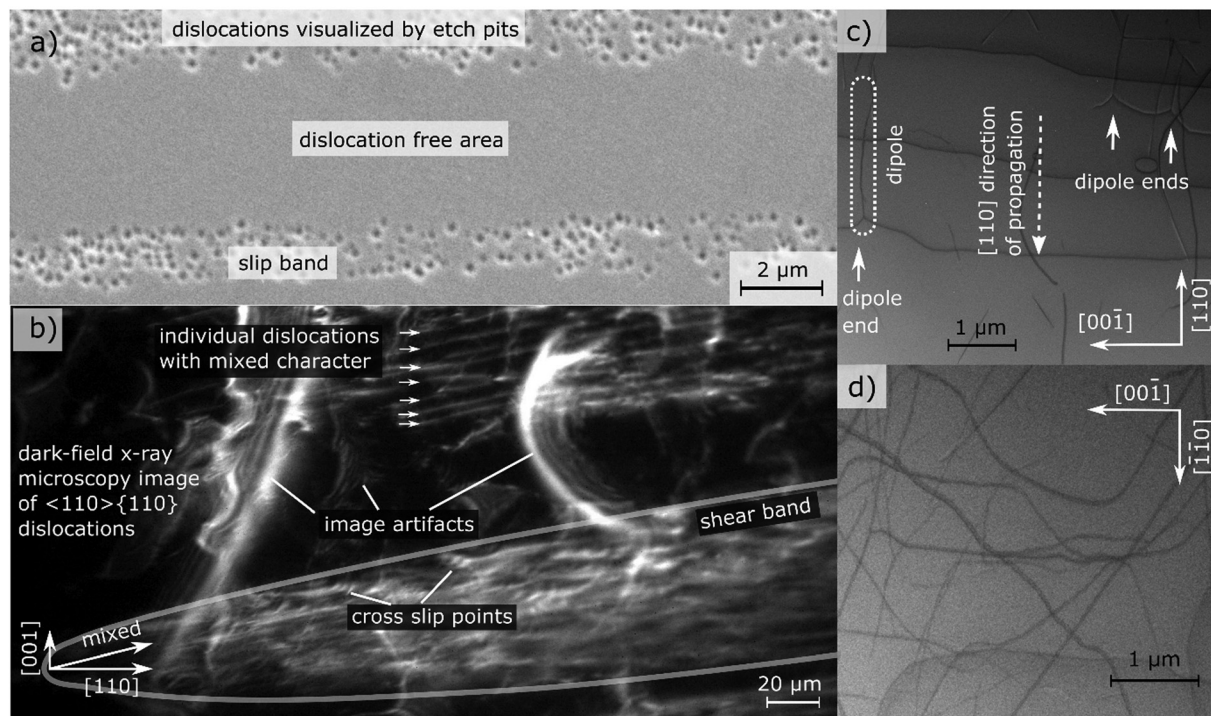 a)
dislocations visualized by etch pits
dislocation free area
slip band
2 µm
b)
individual dislocations
with mixed character
dark-field x-ray
microscopy image
of <110>{110}
dislocations
image artifacts
shear band
cross slip points
[001]
mixed
[110]
20 µm
c)
dipole
[110] direction
of propagation
dipole ends
dipole
end
1 µm
[001̄]
[110]
d)
[001̄]
[11̄0]
1 µm